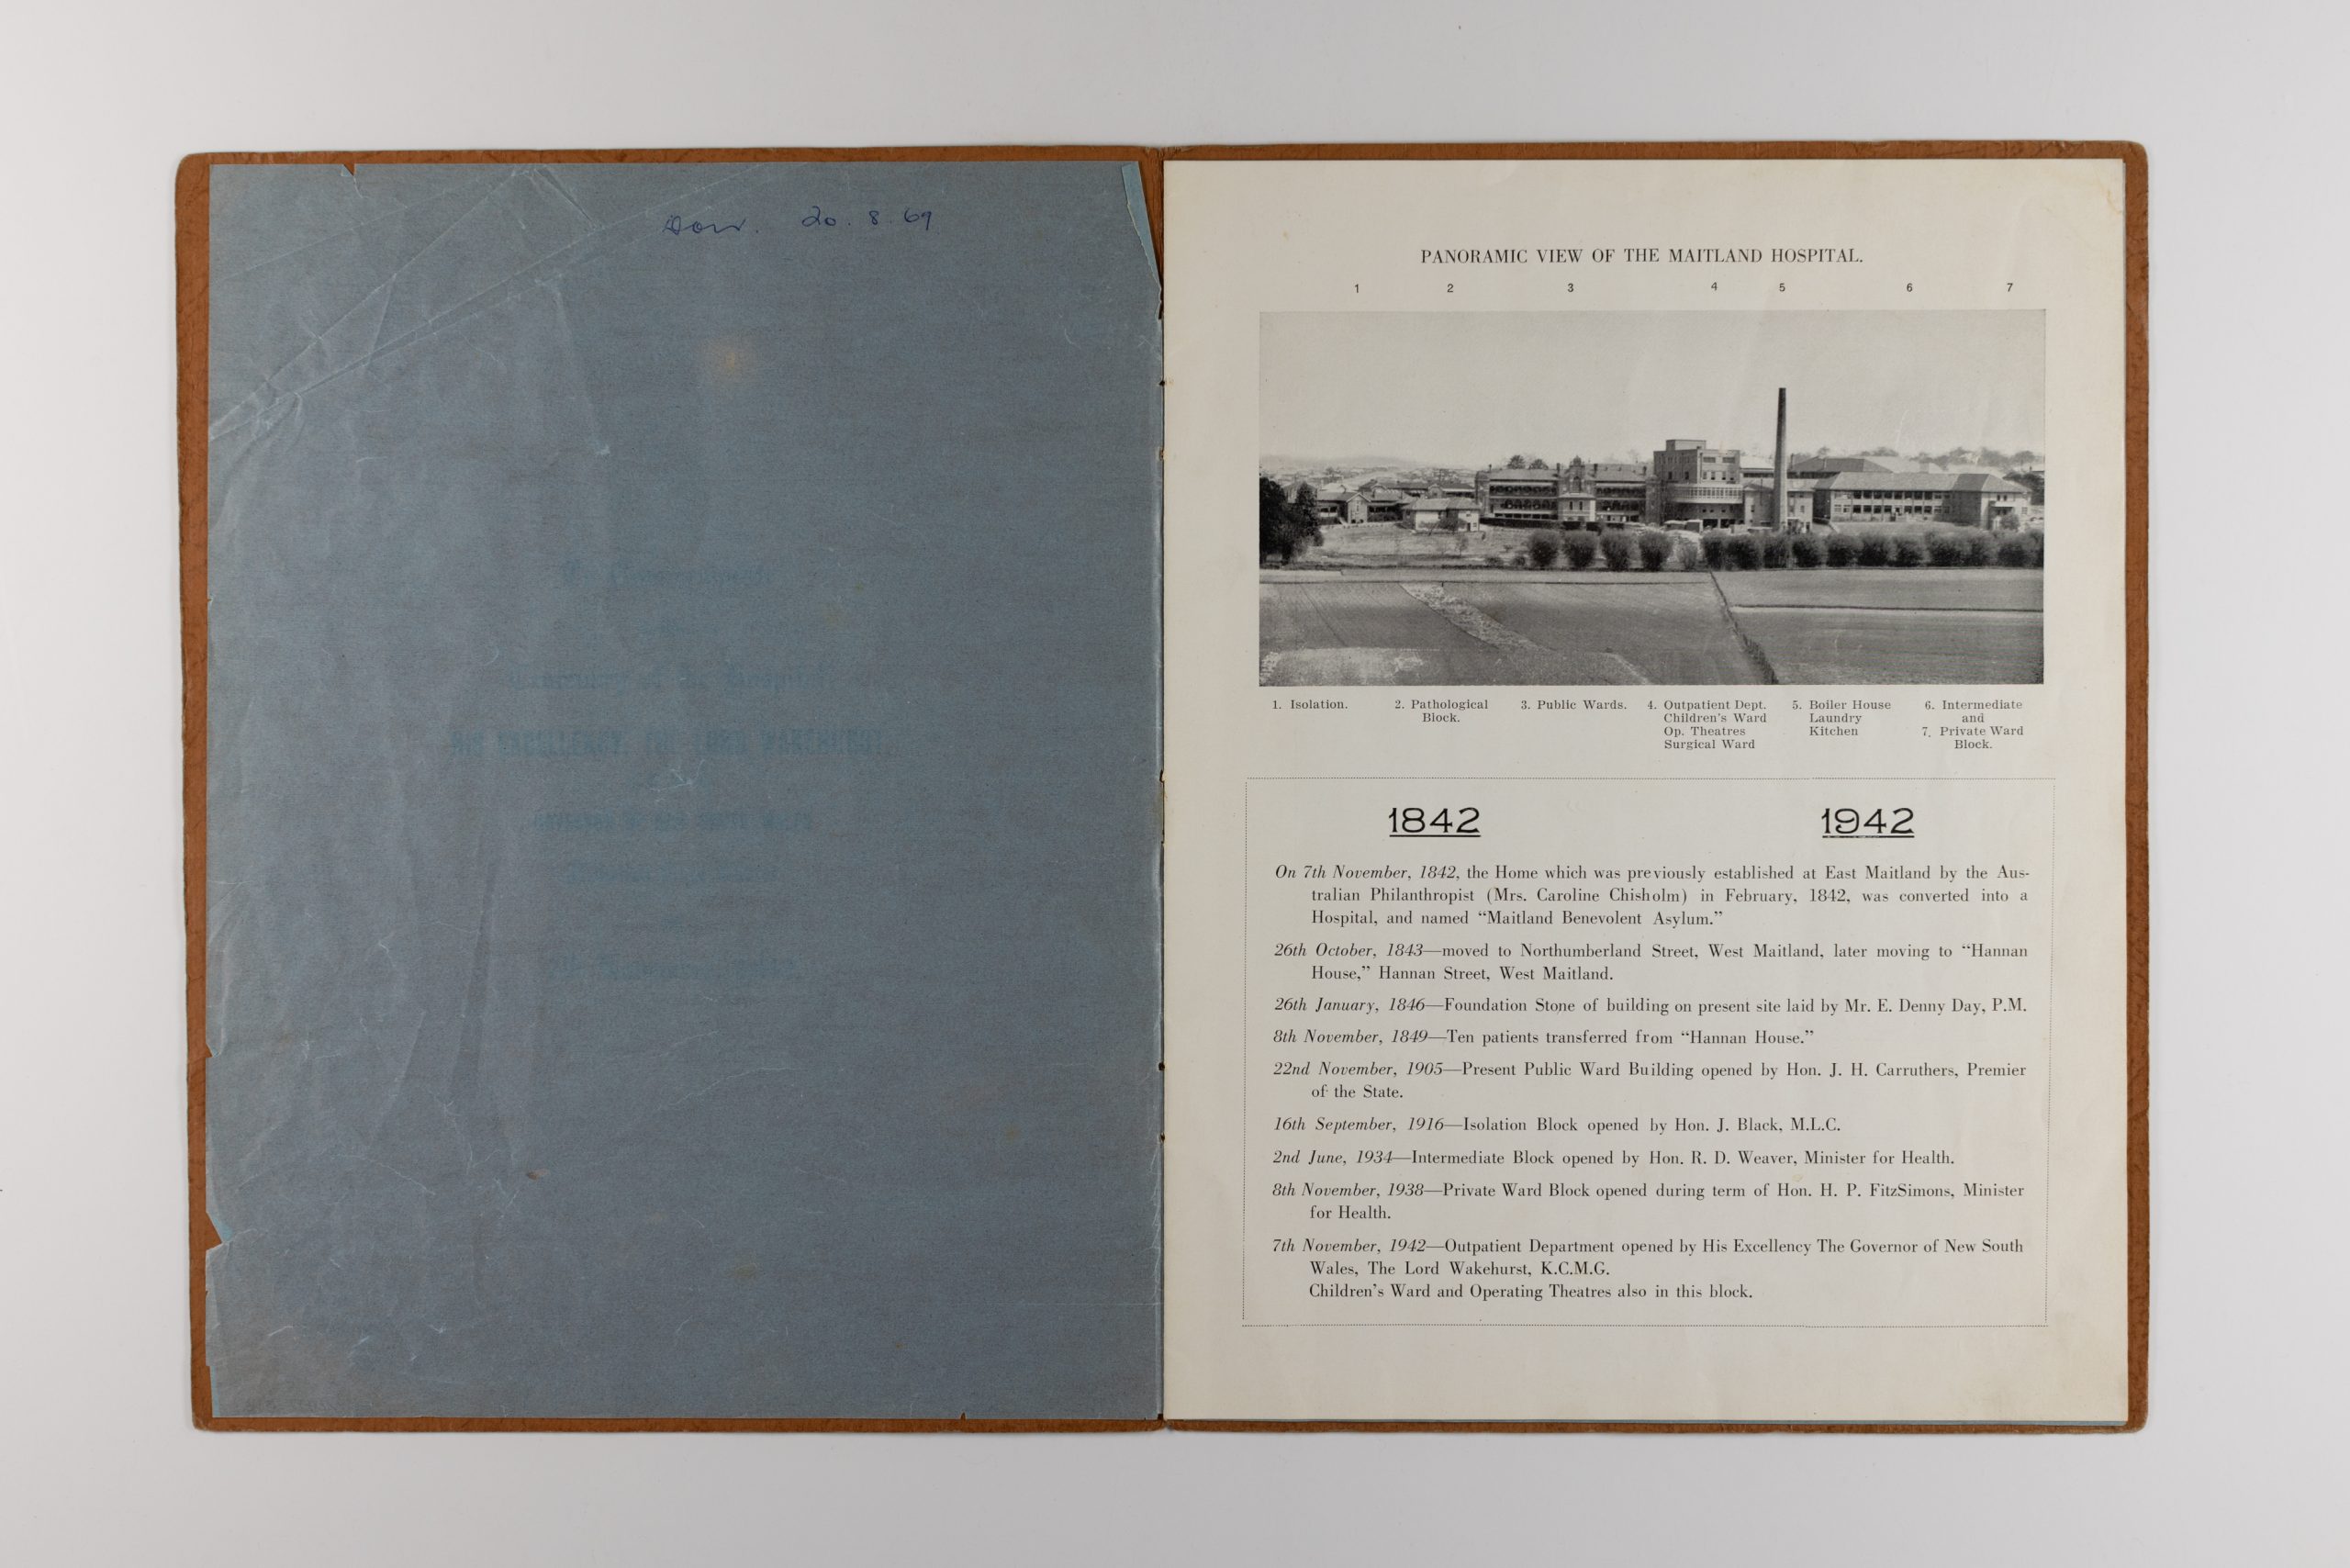 Don. 20.8.69
HIS EXCELLENCY, THE LORD WAKEHURST
PANORAMIC VIEW OF THE MAITLAND HOSPITAL.
1 2 3 4 5 6 7
1. Isolation.
2. Pathological
Block.
3. Public Wards.
4. Outpatient Dept.
Children's Ward
Op. Theatres
Surgical Ward
5. Boiler House
Laundry
Kitchen
6. Intermediate
and
7. Private Ward
Block.
1842 1942
On 7th November, 1842, the Home which was previously established at East Maitland by the Aus-
tralian Philanthropist (Mrs. Caroline Chisholm) in February, 1842, was converted into a
Hospital, and named “Maitland Benevolent Asylum.”
26th October, 1843—moved to Northumberland Street, West Maitland, later moving to “Hannan
House,” Hannan Street, West Maitland.
26th January, 1846—Foundation Stone of building on present site laid by Mr. E. Denny Day, P.M.
8th November, 1849—Ten patients transferred from “Hannan House.”
22nd November, 1905—Present Public Ward Building opened by Hon. J. H. Carruthers, Premier
of the State.
16th September, 1916—Isolation Block opened by Hon. J. Black, M.L.C.
2nd June, 1934—Intermediate Block opened by Hon. R. D. Weaver, Minister for Health.
8th November, 1938—Private Ward Block opened during term of Hon. H. P. FitzSimons, Minister
for Health.
7th November, 1942—Outpatient Department opened by His Excellency The Governor of New South
Wales, The Lord Wakehurst, K.C.M.G.
Children's Ward and Operating Theatres also in this block.